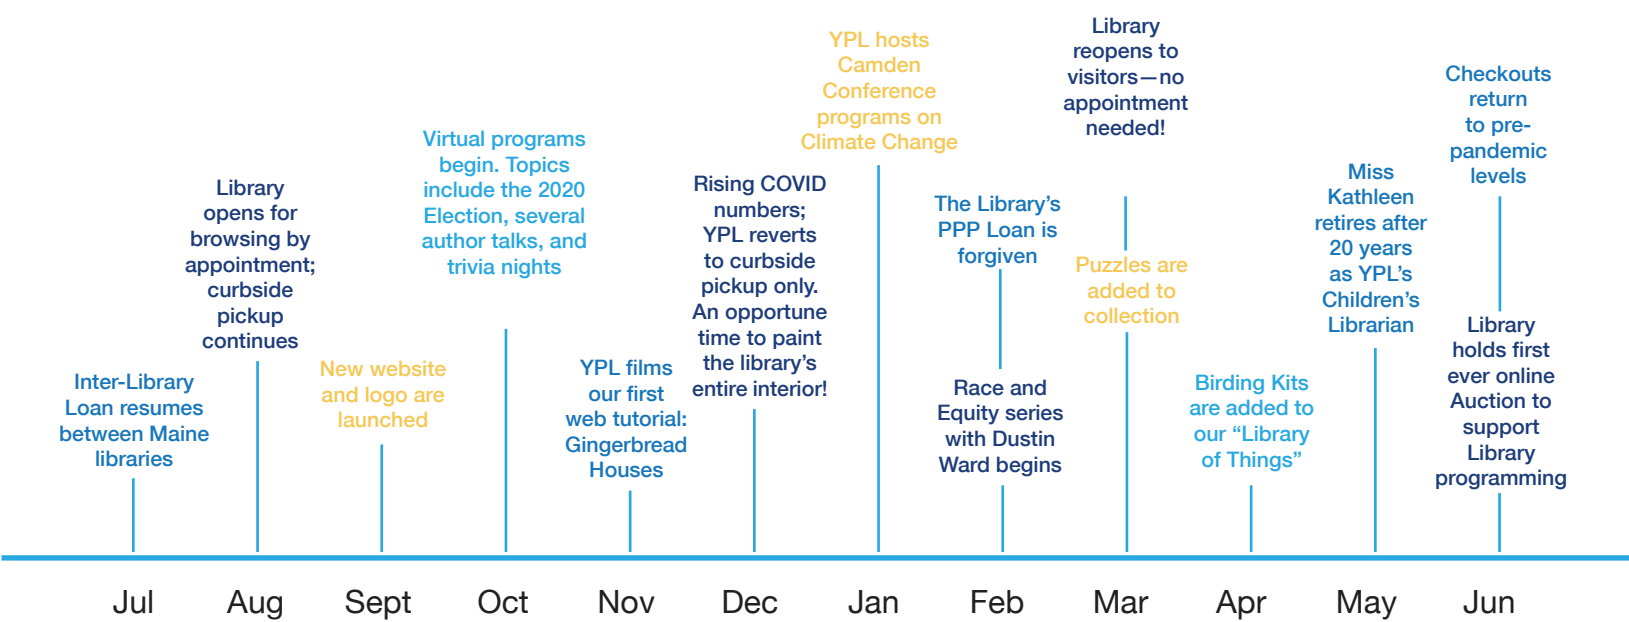 Inter-Library
Loan resumes
between Maine
libraries
Library
opens for
browsing by
appointment;
curbside
pickup
continues
New website
and logo are
launched
Virtual programs
begin. Topics
include the 2020
Election, several
author talks, and
trivia nights
YPL films
our first
web tutorial:
Gingerbread
Houses
Rising COVID
numbers;
YPL reverts
to curbside
pickup only.
An opportune
time to paint
the library’s
entire interior!
YPL hosts
Camden
Conference
programs on
Climate Change
The Library’s
PPP Loan is
forgiven
Race and
Equity series
with Dustin
Ward begins
Library
reopens to
visitors—no
appointment
needed!
Puzzles are
added to
collection
Birding Kits
are added to
our “Library
of Things”
Miss
Kathleen
retires after
20 years
as YPL’s
Children’s
Librarian
Checkouts
return
to pre-
pandemic
levels
Library
holds first
ever online
Auction to
support
Library
programming
Jul Aug Sept Oct Nov Dec Jan Feb Mar Apr May Jun